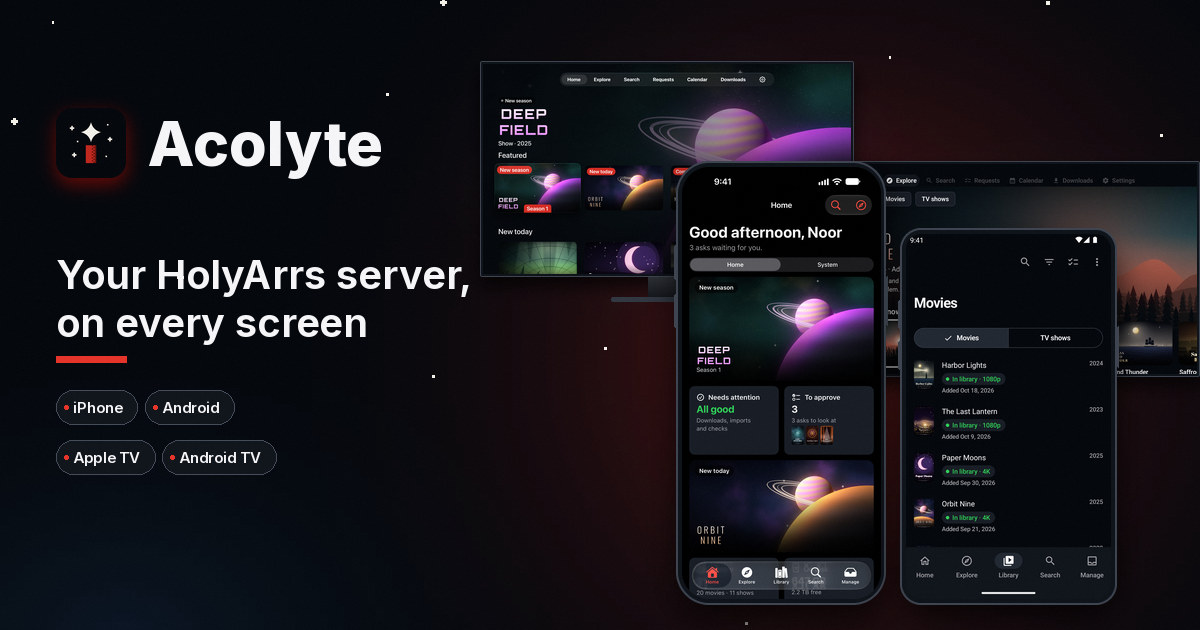 Acolyte
Your HolyArrs server,
on every screen
iPhone
Android
Apple TV
Android TV
Home Explore Search Requests Calendar Downloads
New season
DEEP
FIELD
Show · 2025
Featured
New season
DEEP
FIELD
Season 1
New today
ORBIT
NINE
New today
Explore Search Requests Calendar Downloads Settings
Movies TV shows
9:41
Home
Good afternoon, Noor
3 asks waiting for you.
Home System
New season
DEEP
FIELD
Season 1
Needs attention
All good
Downloads, imports
and checks
To approve
3
3 asks to look at
New today
ORBIT
NINE
Home Explore Library Search Manage
20 movies · 11 shows
2.2 TB free
9:41
Movies
Movies TV shows
Harbor Lights 2024
In library · 1080p
Added Oct 18, 2026
The Last Lantern 2023
In library · 1080p
Added Oct 9, 2026
Paper Moons 2025
In library · 4K
Added Sep 30, 2026
Orbit Nine 2025
In library · 4K
Added Sep 21, 2026
Home Explore Library Search Manage